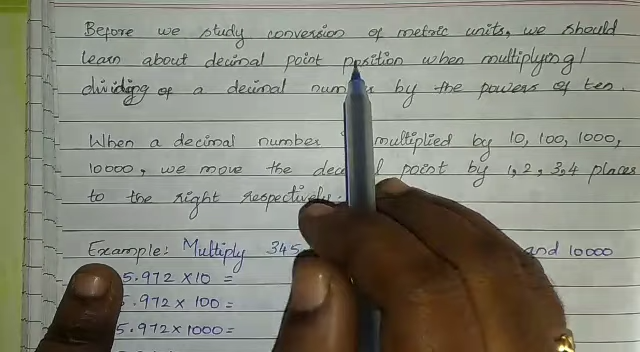 Before we study conversion of metric units, we should
learn about decimal point position when multiplying/
dividing of a decimal by the powers of ten.
When a decimal number multiplied by 10, 100, 1000,
10000, we move the point by 1, 2, 3, 4 places
to the right respectively.
Example: Multiply 345 and 10000
5.972 × 10 =
5.972 × 100 =
5.972 × 1000 =